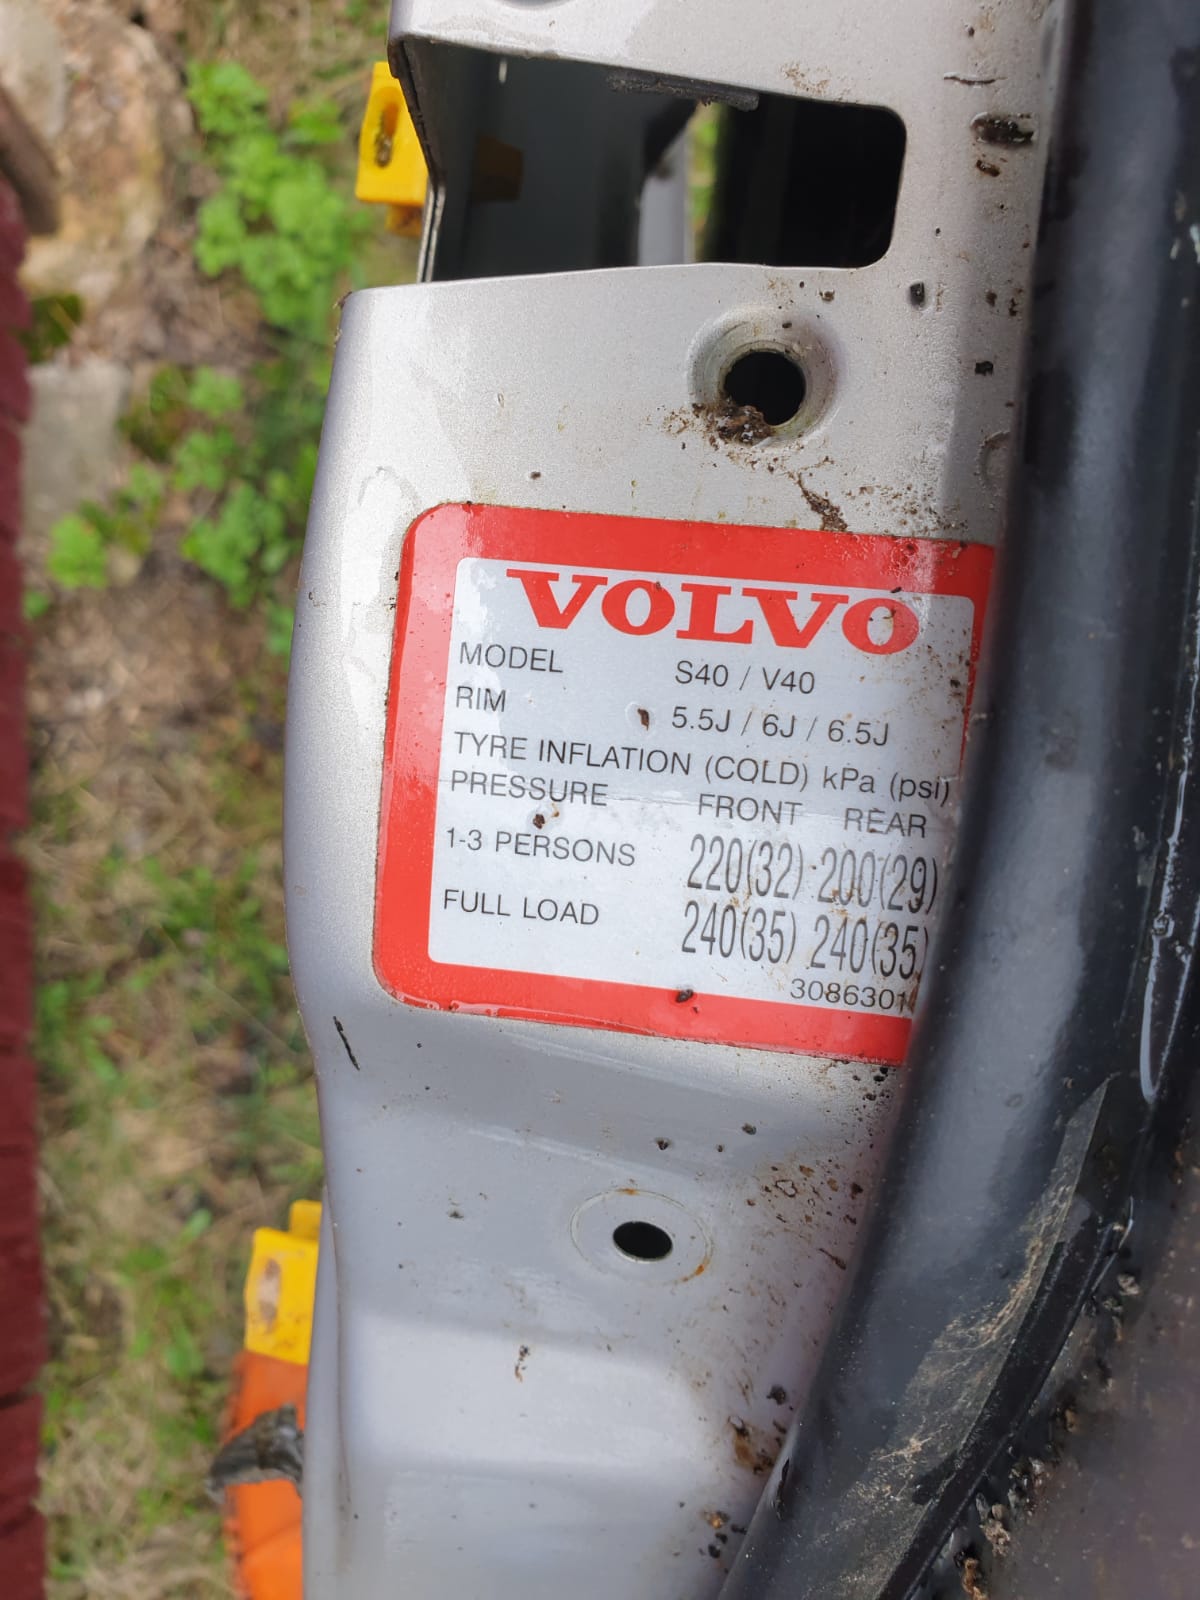 VOLVO
MODEL S40 / V40
RIM 5.5J / 6J / 6.5J
TYRE INFLATION (COLD) kPa (psi)
PRESSURE FRONT REAR
1-3 PERSONS 220(32) 200(29)
FULL LOAD 240(35) 240(35)